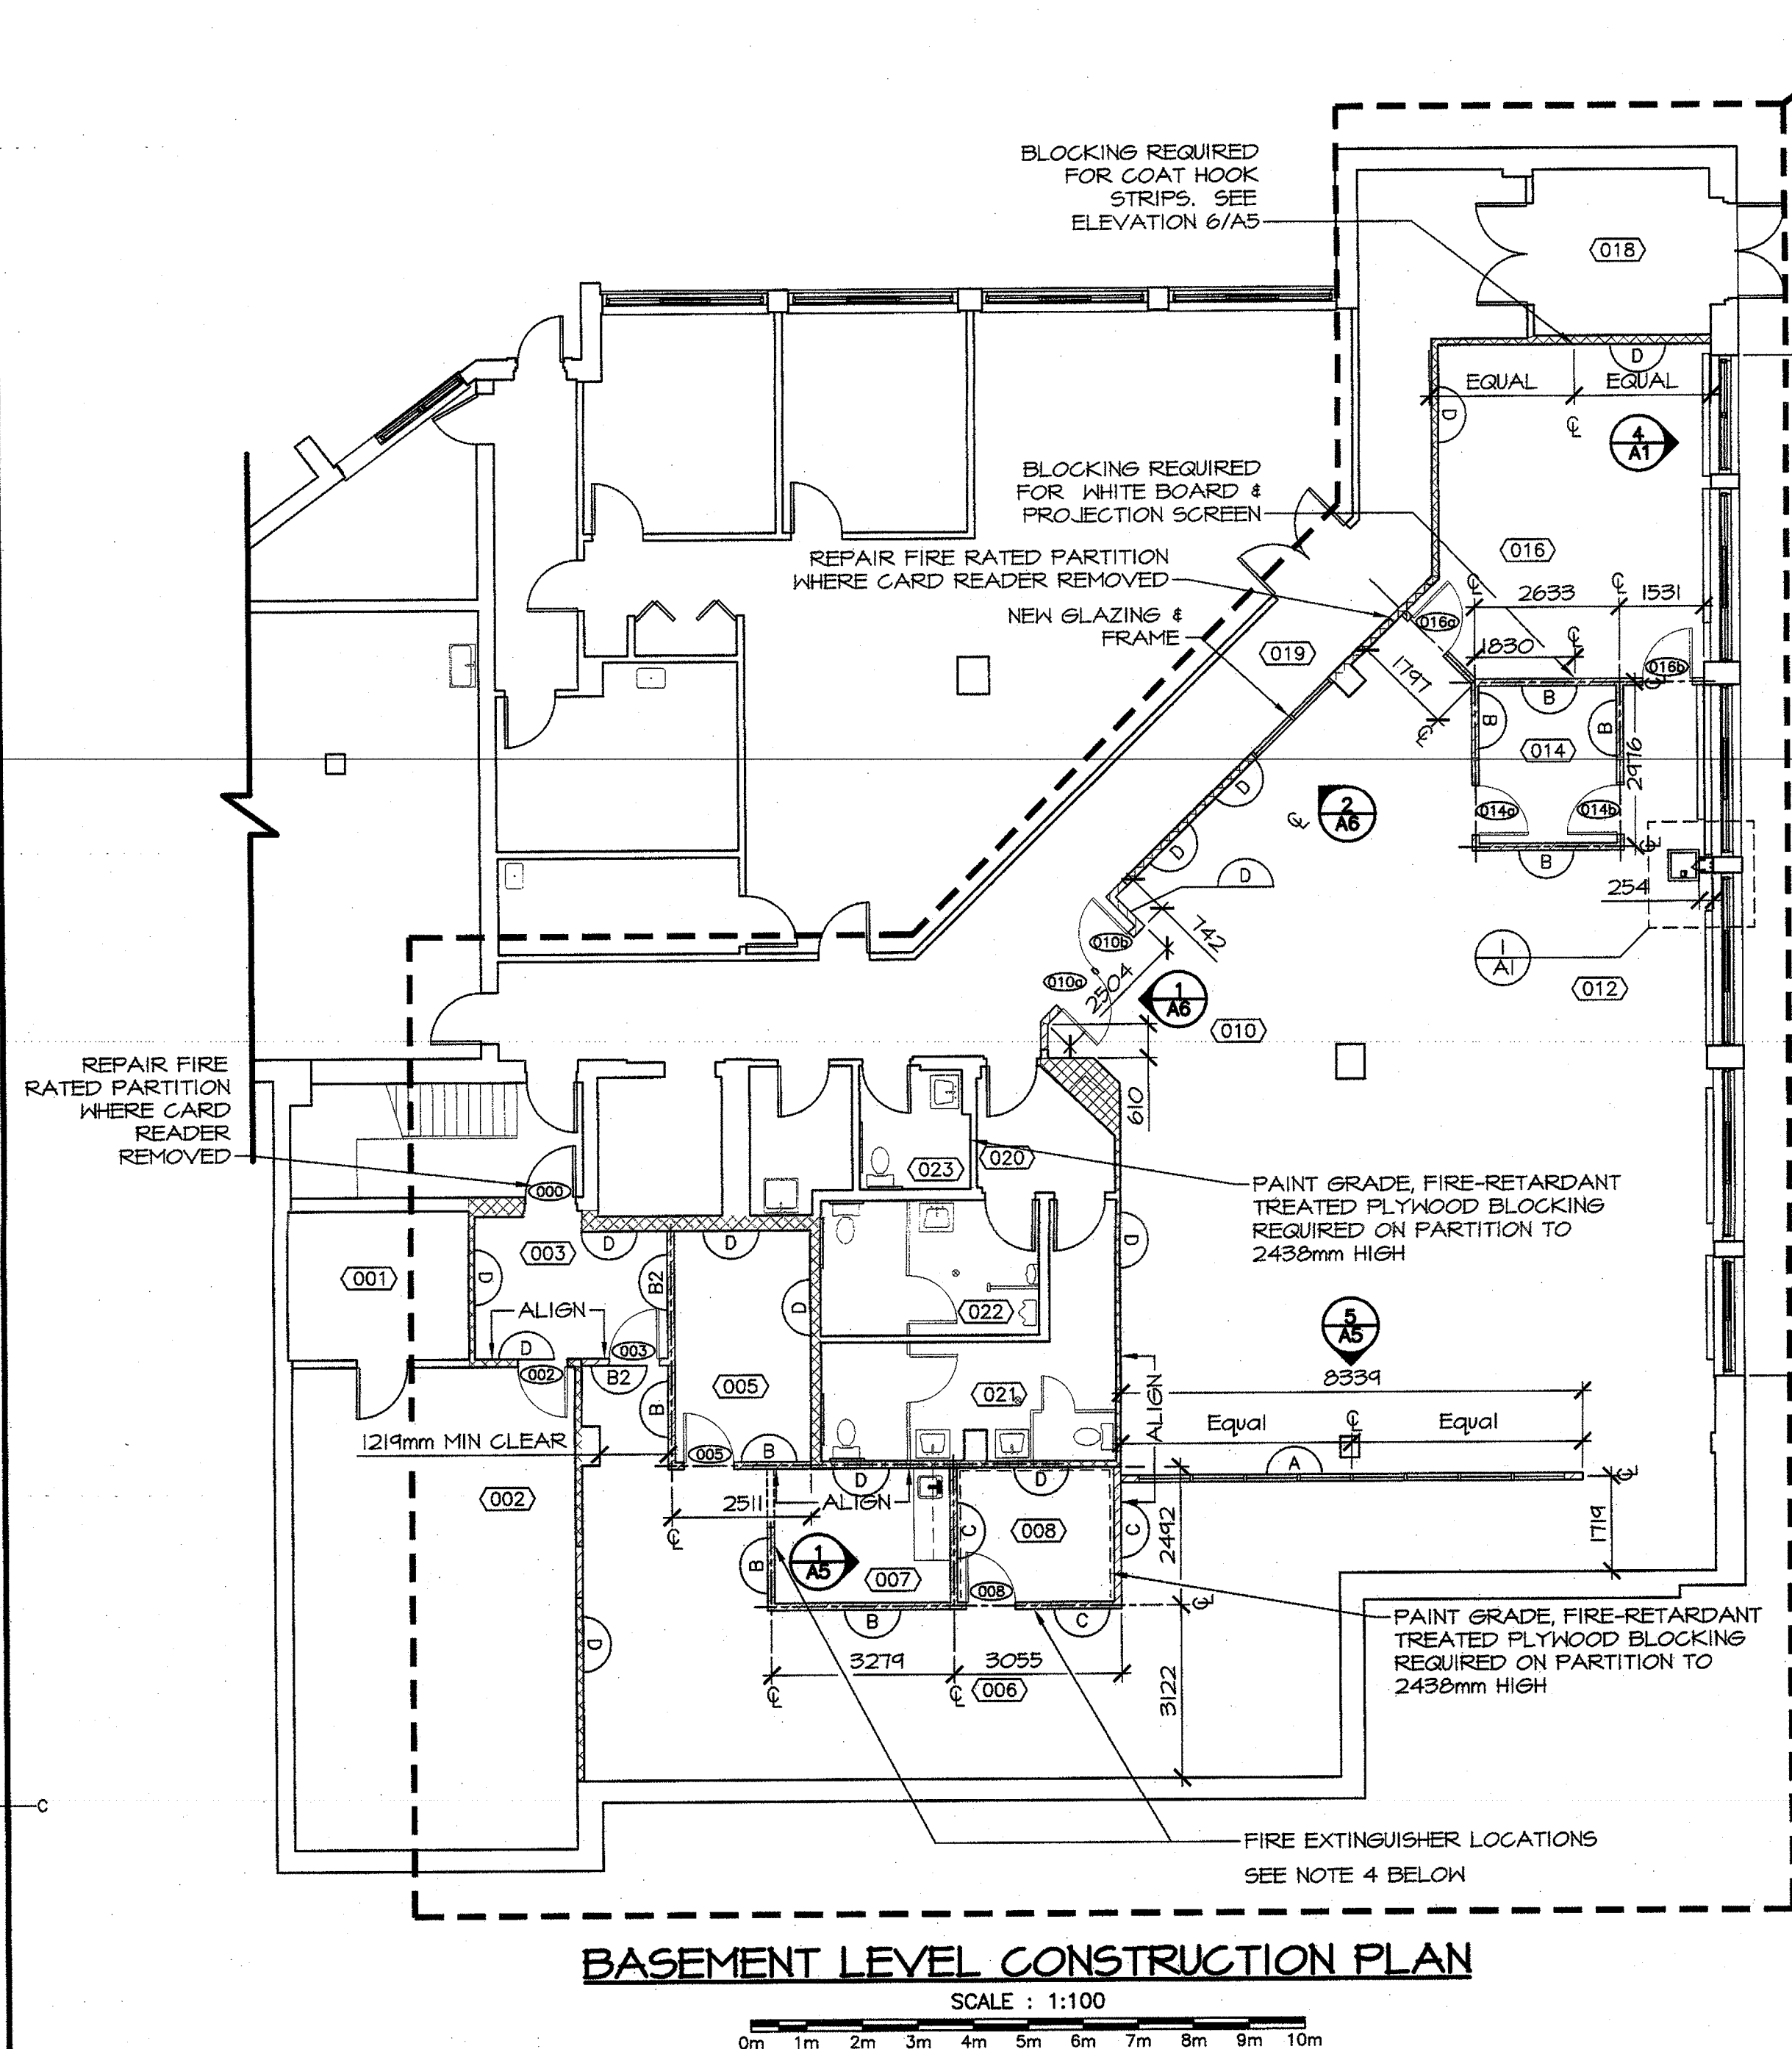 BLOCKING REQUIRED
FOR COAT HOOK
STRIPS. SEE
ELEVATION 6/A5
018
D
EQUAL
EQUAL
D
4
A1
BLOCKING REQUIRED
FOR WHITE BOARD &
PROJECTION SCREEN
016
REPAIR FIRE RATED PARTITION
WHERE CARD READER REMOVED
2633
1531
NEW GLAZING &
FRAME
016a
019
1830
016b
1797
B
B
B
014
2976
D
014a
014b
2
A6
D
B
D
254
010b
742
1
A1
010a
2504
1
A6
012
010
REPAIR FIRE
RATED PARTITION
WHERE CARD
READER
REMOVED
610
023
020
000
PAINT GRADE, FIRE-RETARDANT
TREATED PLYWOOD BLOCKING
REQUIRED ON PARTITION TO
2438mm HIGH
003
D
D
D
001
D
B2
D
022
ALIGN
5
A5
D
003
002
B2
8339
005
021
ALIGN
B
Equal
Equal
1219mm MIN CLEAR
005
B
A
D
D
002
2511
ALIGN
C
008
C
2492
1719
1
A5
B
007
008
B
C
PAINT GRADE, FIRE-RETARDANT
TREATED PLYWOOD BLOCKING
REQUIRED ON PARTITION TO
2438mm HIGH
D
3279
3055
006
3122
C
FIRE EXTINGUISHER LOCATIONS
SEE NOTE 4 BELOW
BASEMENT LEVEL CONSTRUCTION PLAN
SCALE : 1:100
0m 1m 2m 3m 4m 5m 6m 7m 8m 9m 10m